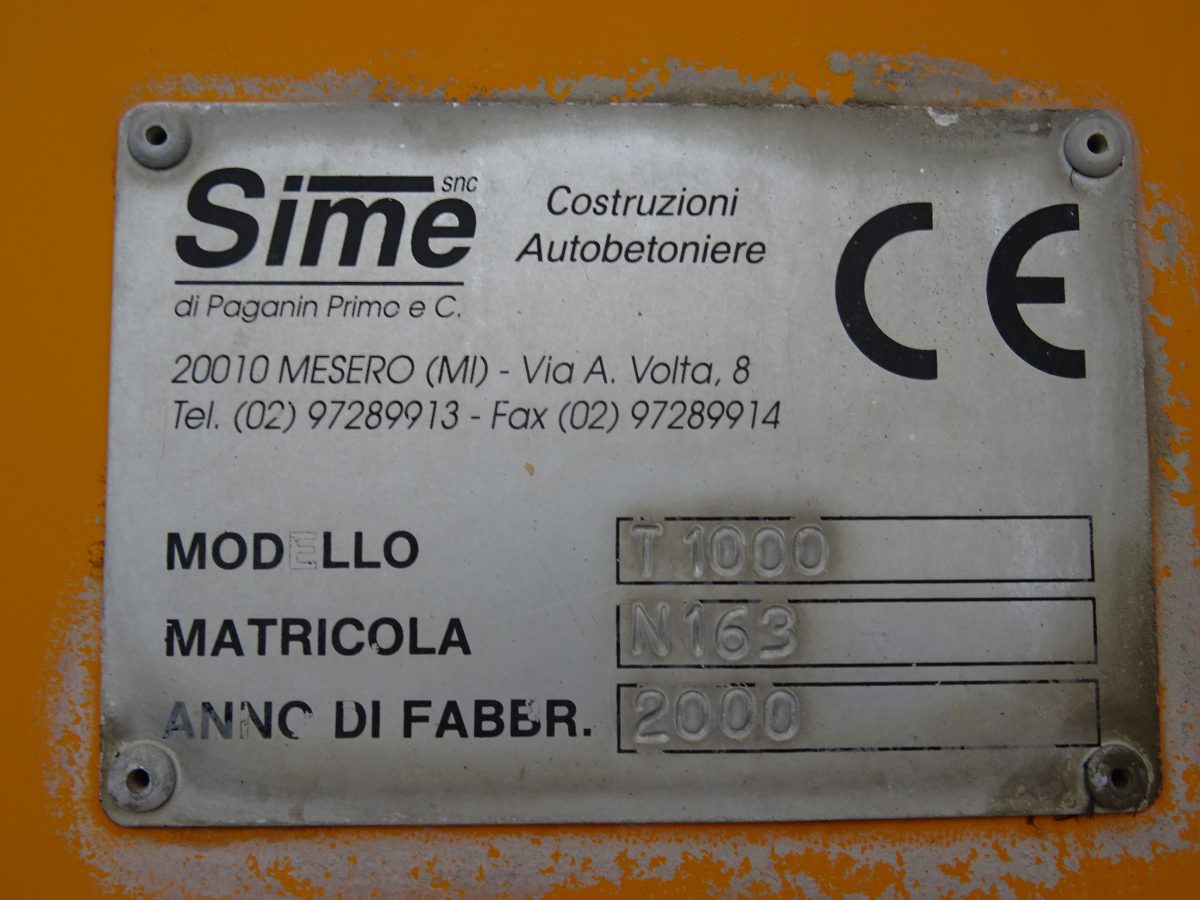 Sime snc
di Paganin Primo e C.
Costruzioni
Autobetoniere
CE
20010 MESERO (MI) - Via A. Volta, 8
Tel. (02) 97289913 - Fax (02) 97289914
MODELLO T 1000
MATRICOLA N 163
ANNO DI FABBR. 2000